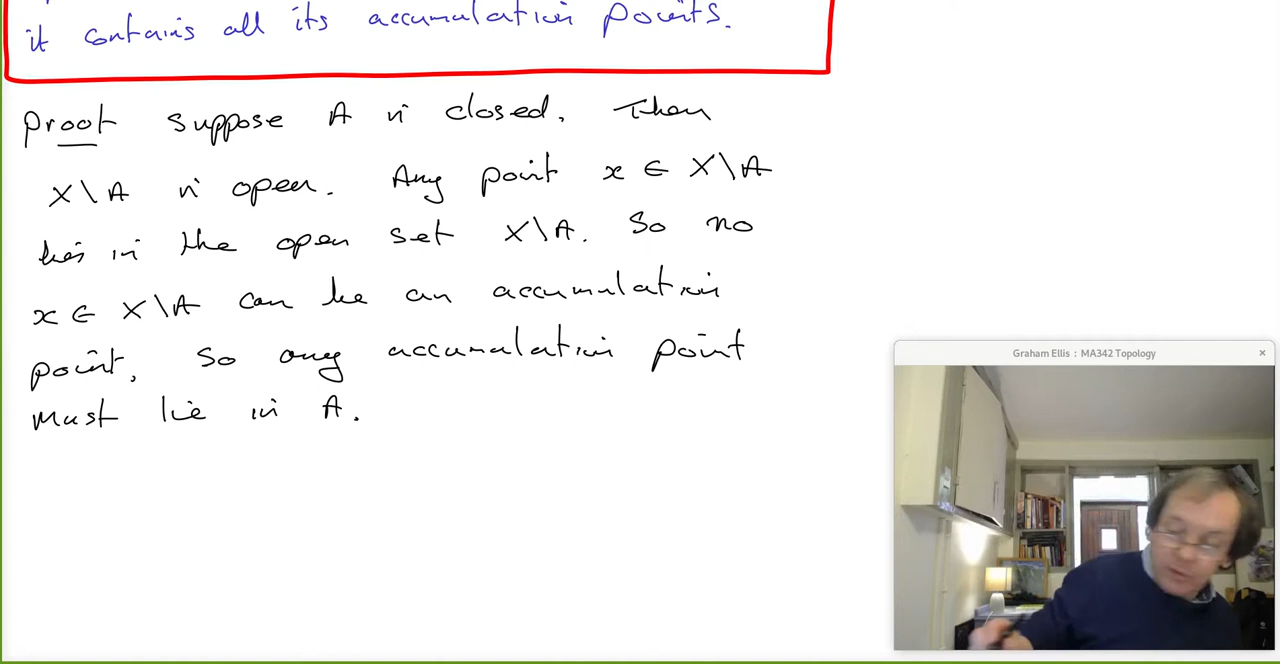 it contains all its accumulation points.
Proof suppose A is closed. Then
X\A is open. Any point x ∈ X\A
lies in the open set X\A. So no
x ∈ X\A can be an accumulation
point. So any accumulation point
must lie in A.
Graham Ellis : MA342 Topology